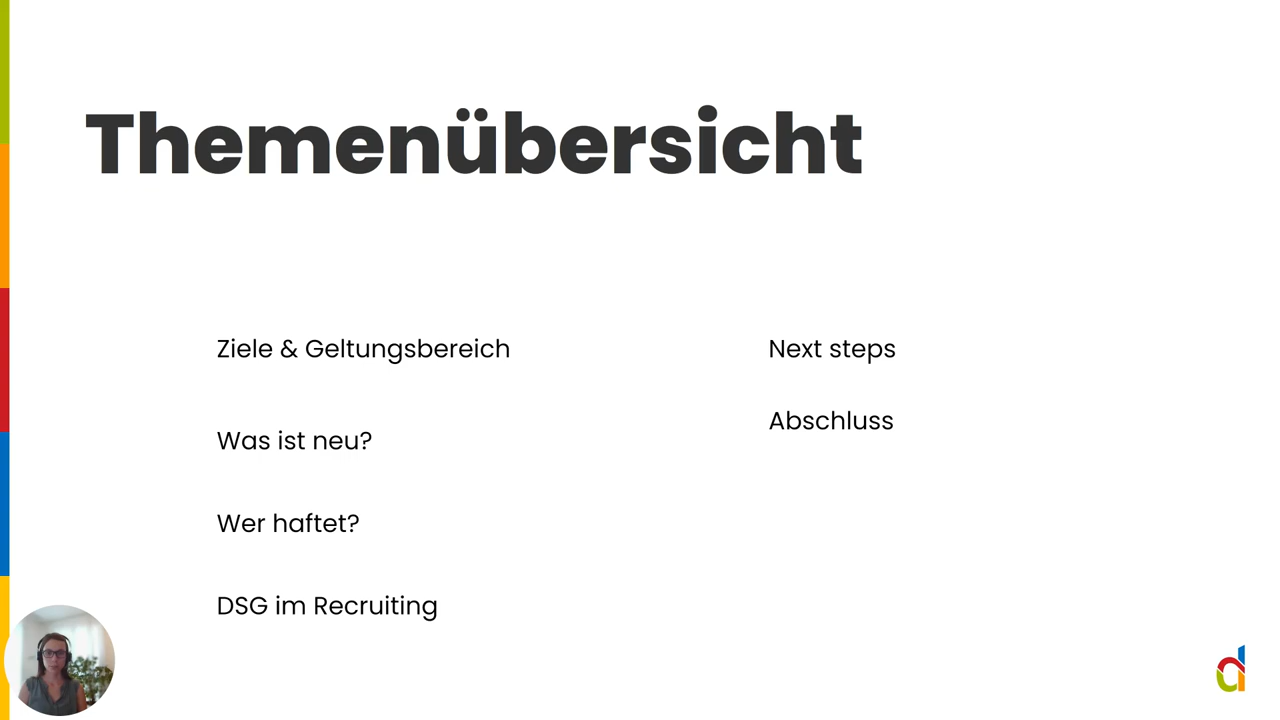 Themenübersicht
Ziele & Geltungsbereich
Was ist neu?
Wer haftet?
DSG im Recruiting
Next steps
Abschluss